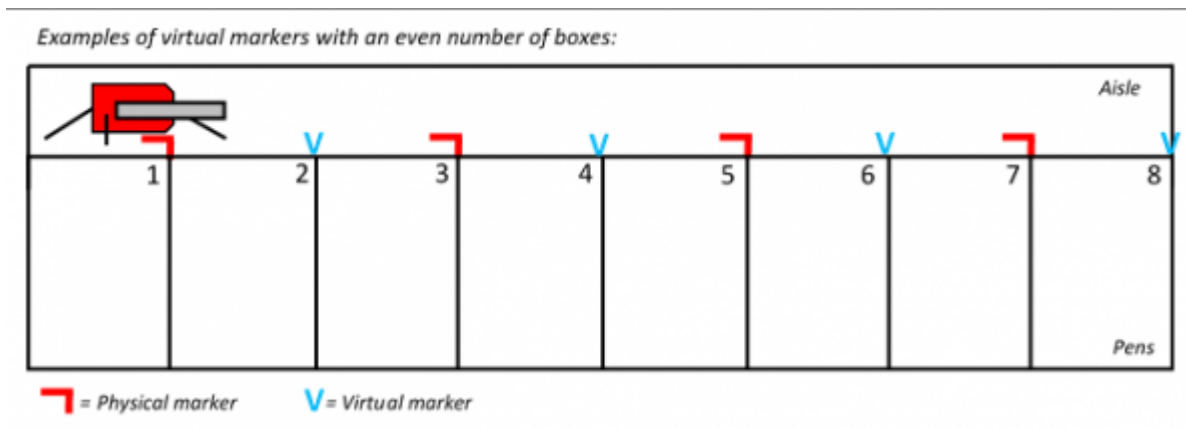 Examples of virtual markers with an even number of boxes:
Aisle
V V V V
1 2 3 4 5 6 7 8
Pens
= Physical marker V = Virtual marker